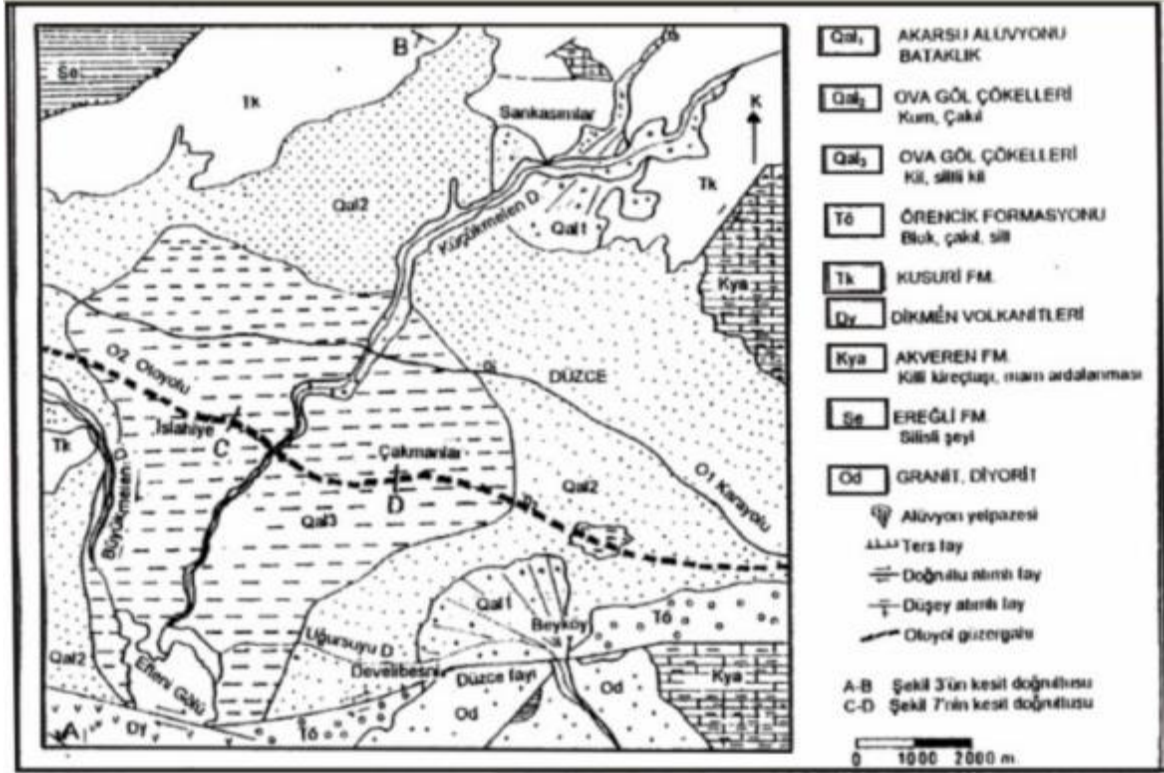 B
Se
Tk
Sarıkasımlar
K
Qal2
Küçükmelen D
Qal1
Tk
Kya
O2 Otoyolu
DÜZCE
İslahiye
C
Çakmanlar
D
Tk
Büyükmelen D.
Qal3
Qal2
O1 Karayolu
Qal1
Beyköy
Tö
Uğursuyu D
Develibesni
Düzce fayı
Qal2
Efteni Gölü
Od
Od
Kya
A
Dy
Tö
Qal₁ AKARSU ALÜVYONU
BATAKLIK
Qal₂ OVA GÖL ÇÖKELLERİ
Kum, Çakıl
Qal₃ OVA GÖL ÇÖKELLERİ
Kil, siltli kil
Tö ÖRENCİK FORMASYONU
Bluk, çakıl, silt
Tk KUSURİ FM.
Dy DİKMEN VOLKANİTLERİ
Kya AKVEREN FM.
Killi kireçtaşı, marn ardalanması
Se EREĞLİ FM.
Silisli şeyl
Od GRANİT, DİYORİT
Alüvyon yelpazesi
Ters fay
Doğrultu atımlı fay
Düşey atımlı fay
Otoyol güzergahı
A-B Şekil 3'ün kesit doğrultusu
C-D Şekil 7'nin kesit doğrultusu
0 1000 2000 m.